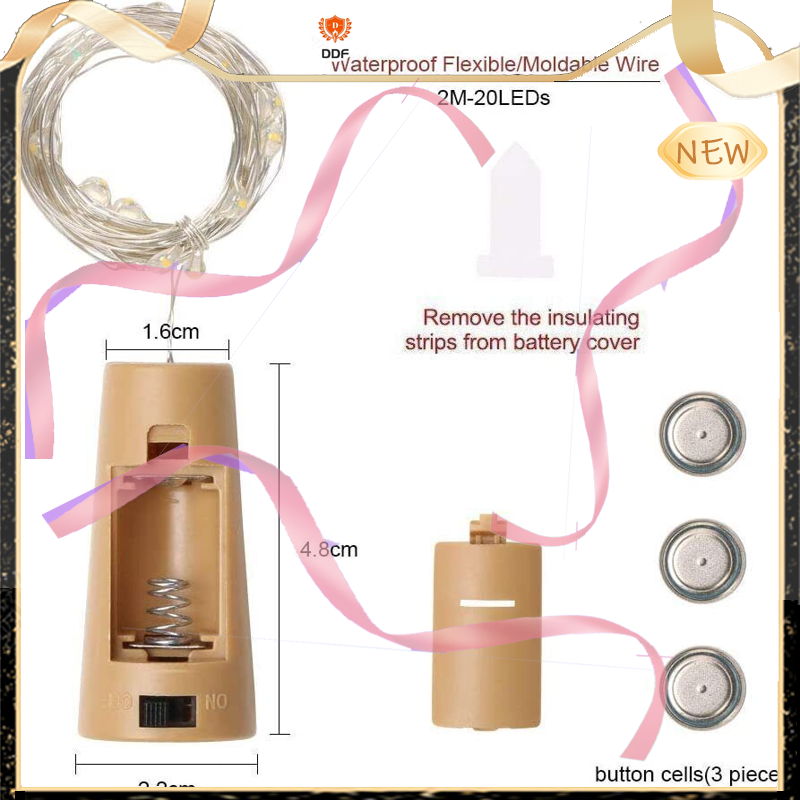 DDF
Waterproof Flexible/Moldable Wire
2M-20LEDs
NEW
Remove the insulating
strips from battery cover
1.6cm
4.8cm
NO
button cells(3 piece